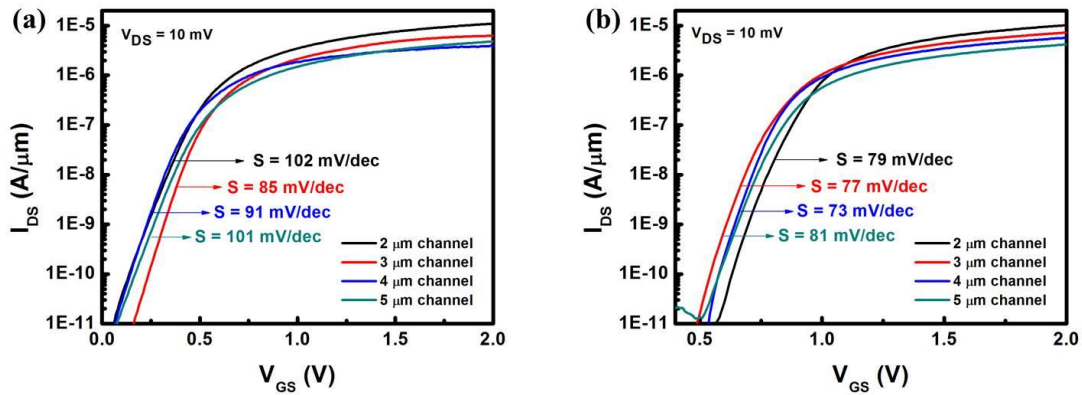 (a)
V_DS = 10 mV
1E-5
1E-6
1E-7
1E-8
1E-9
1E-10
1E-11
I_DS (A/μm)
S = 102 mV/dec
S = 85 mV/dec
S = 91 mV/dec
S = 101 mV/dec
2 μm channel
3 μm channel
4 μm channel
5 μm channel
0.0 0.5 1.0 1.5 2.0
V_GS (V)
(b)
V_DS = 10 mV
1E-5
1E-6
1E-7
1E-8
1E-9
1E-10
1E-11
I_DS (A/μm)
S = 79 mV/dec
S = 77 mV/dec
S = 73 mV/dec
S = 81 mV/dec
2 μm channel
3 μm channel
4 μm channel
5 μm channel
0.5 1.0 1.5 2.0
V_GS (V)